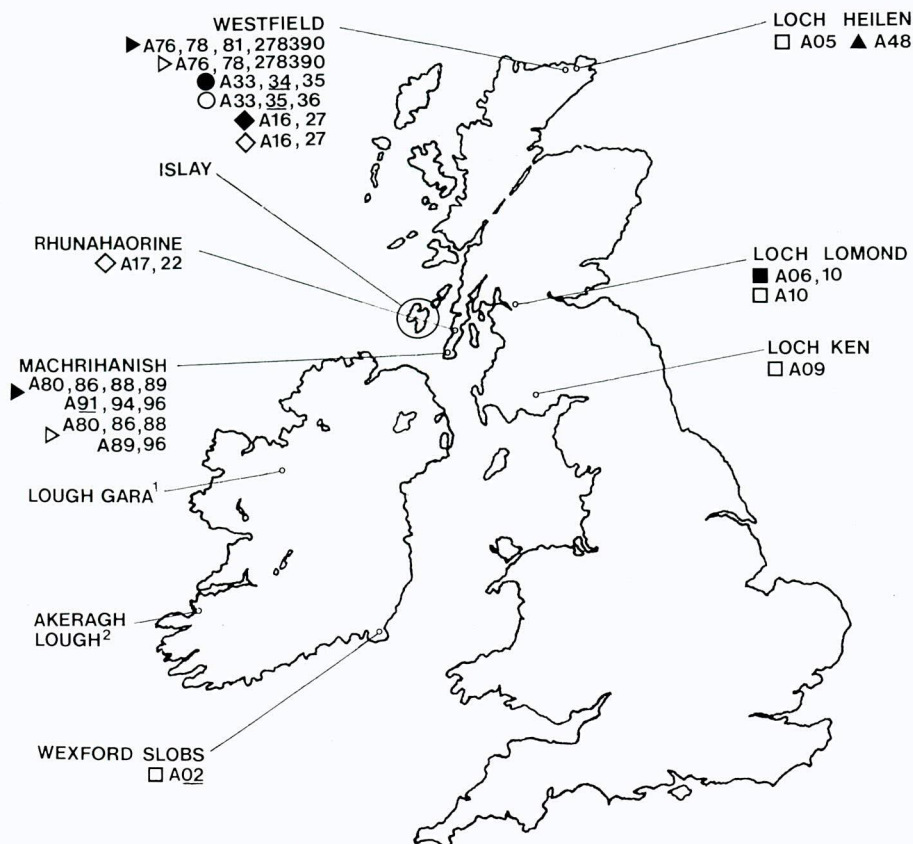 WESTFIELD
▶ A76, 78, 81, 278390
▷ A76, 78, 278390
● A33, 34, 35
○ A33, 35, 36
◆ A16, 27
◇ A16, 27
LOCH HEILEN
□ A05 ▲ A48
ISLAY
RHUNAHAORINE
◇ A17, 22
LOCH LOMOND
■ A06, 10
□ A10
MACHRIHANISH
▶ A80, 86, 88, 89
A91, 94, 96
▷ A80, 86, 88
A89, 96
LOCH KEN
□ A09
LOUGH GARA¹
AKERAGH
LOUGH²
WEXFORD SLOBS
□ A02